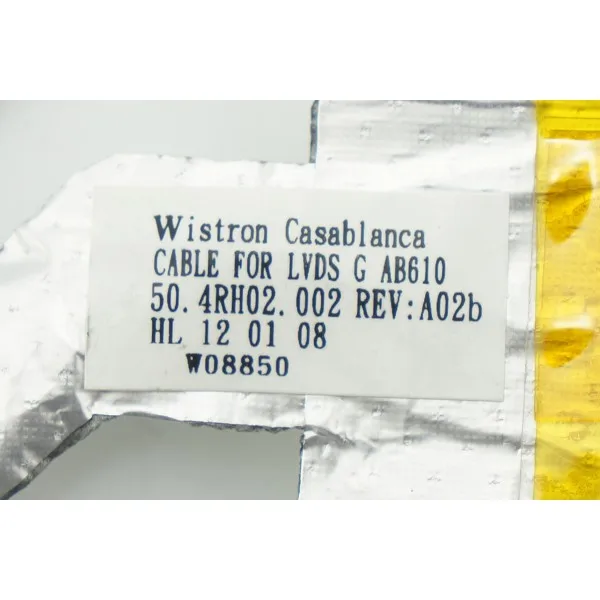 Wistron Casablanca
CABLE FOR LVDS G AB610
50.4RH02.002 REV:A02b
HL 12 01 08
W08850